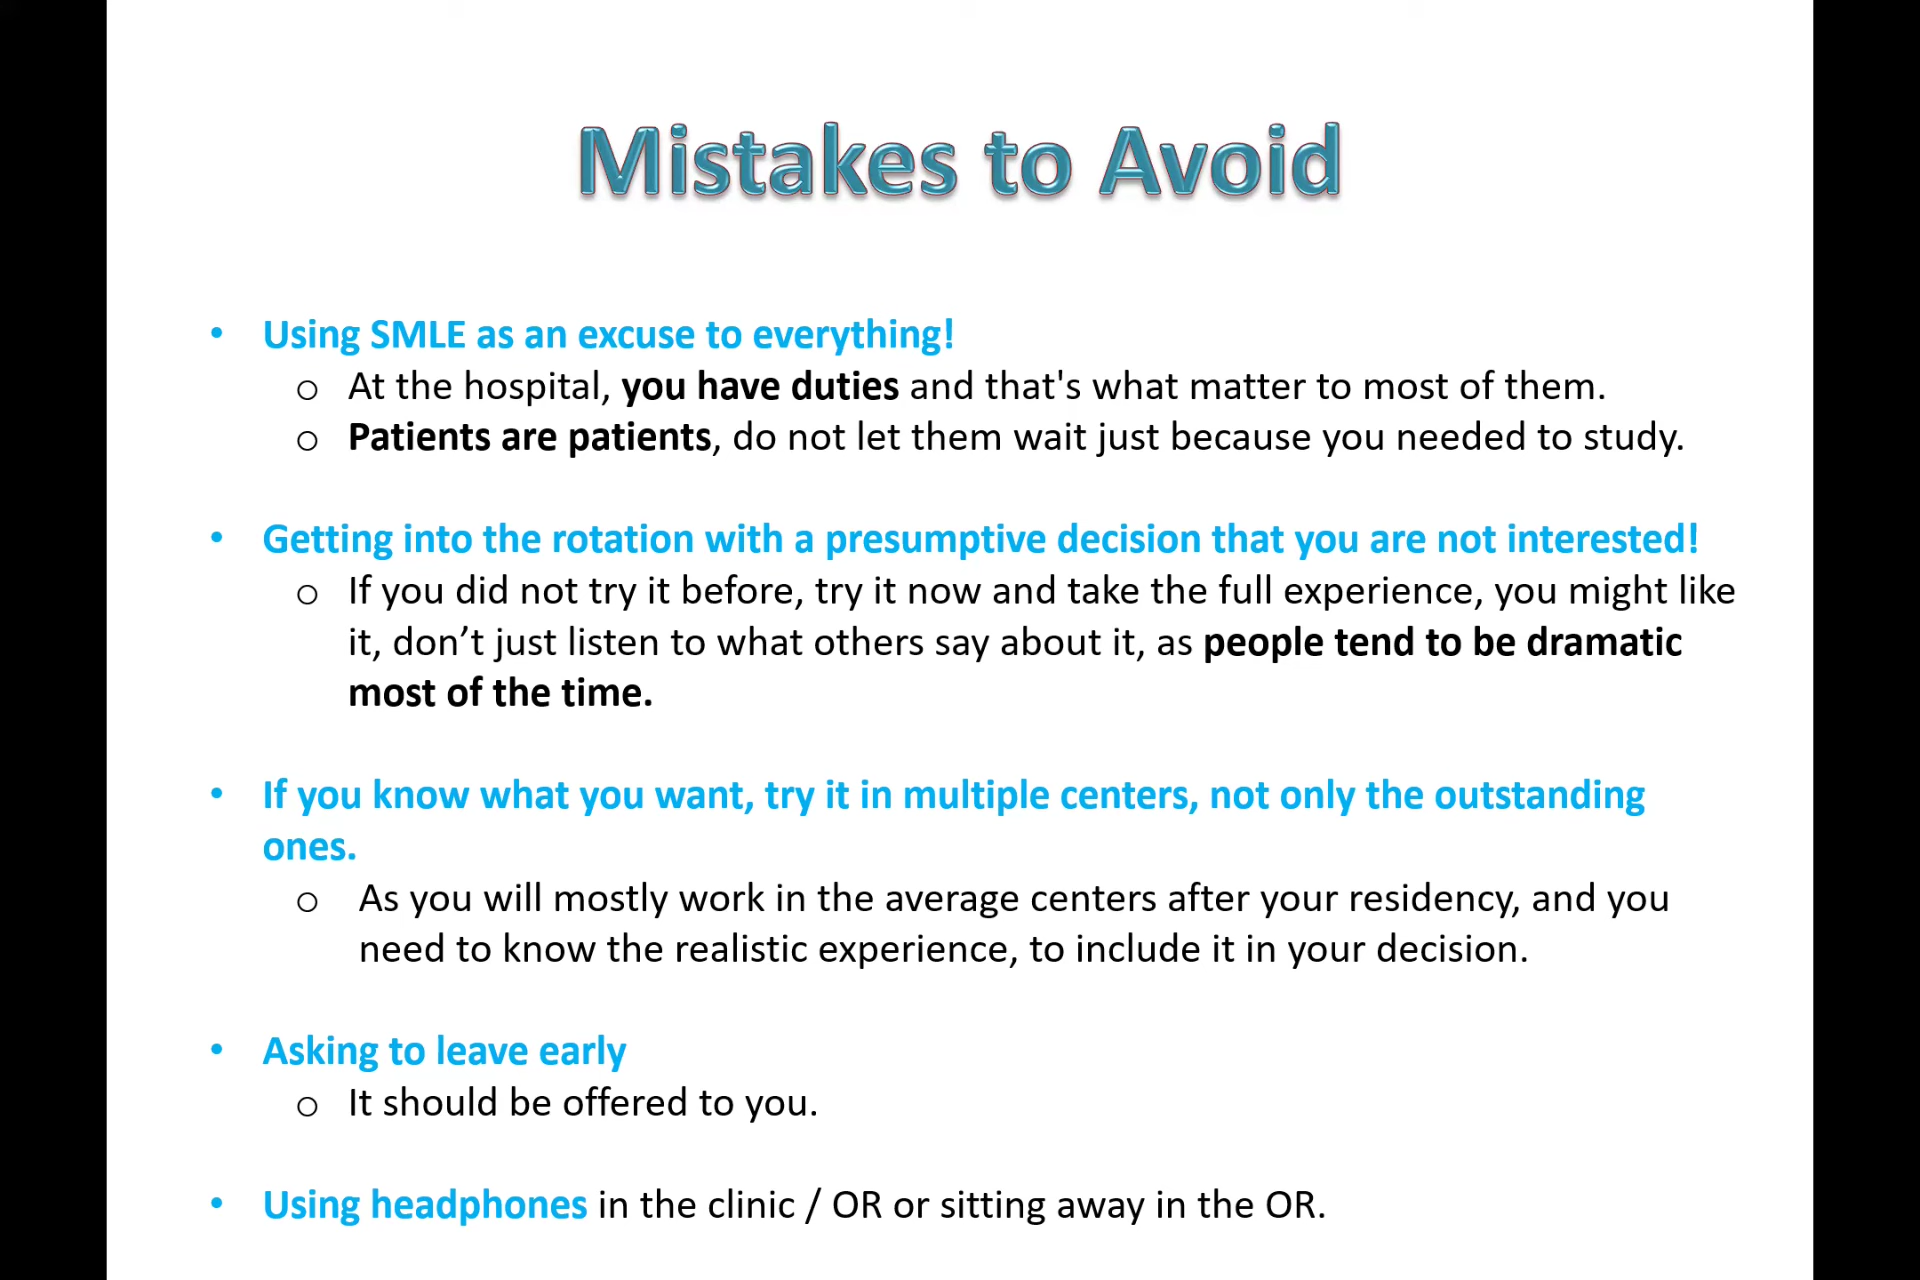 Mistakes to Avoid
• Using SMLE as an excuse to everything!
o At the hospital, you have duties and that's what matter to most of them.
o Patients are patients, do not let them wait just because you needed to study.
• Getting into the rotation with a presumptive decision that you are not interested!
o If you did not try it before, try it now and take the full experience, you might like
it, don’t just listen to what others say about it, as people tend to be dramatic
most of the time.
• If you know what you want, try it in multiple centers, not only the outstanding
ones.
o As you will mostly work in the average centers after your residency, and you
need to know the realistic experience, to include it in your decision.
• Asking to leave early
o It should be offered to you.
• Using headphones in the clinic / OR or sitting away in the OR.